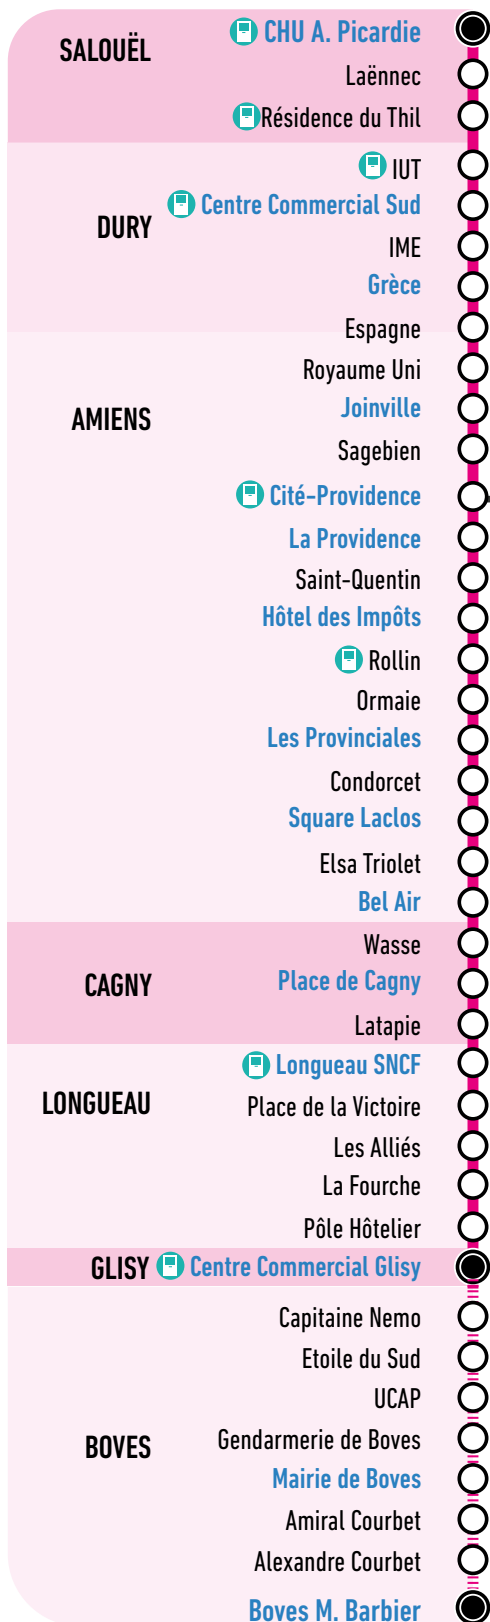 SALOUËL
CHU A. Picardie
Laënnec
Résidence du Thil
DURY
IUT
Centre Commercial Sud
IME
Grèce
Espagne
AMIENS
Royaume Uni
Joinville
Sagebien
Cité-Providence
La Providence
Saint-Quentin
Hôtel des Impôts
Rollin
Ormaie
Les Provinciales
Condorcet
Square Laclos
Elsa Triolet
Bel Air
CAGNY
Wasse
Place de Cagny
Latapie
LONGUEAU
Longueau SNCF
Place de la Victoire
Les Alliés
La Fourche
Pôle Hôtelier
GLISY Centre Commercial Glisy
BOVES
Capitaine Nemo
Etoile du Sud
UCAP
Gendarmerie de Boves
Mairie de Boves
Amiral Courbet
Alexandre Courbet
Boves M. Barbier